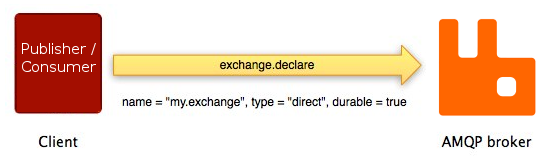 Publisher /
Consumer
exchange.declare
name = "my.exchange", type = "direct", durable = true
Client
AMQP broker